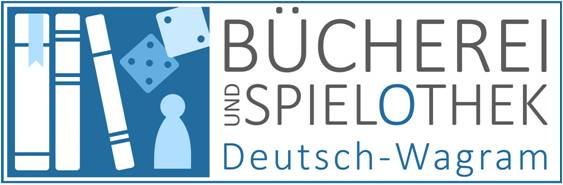 BÜCHEREI
UND SPIELOTHEK
Deutsch-Wagram